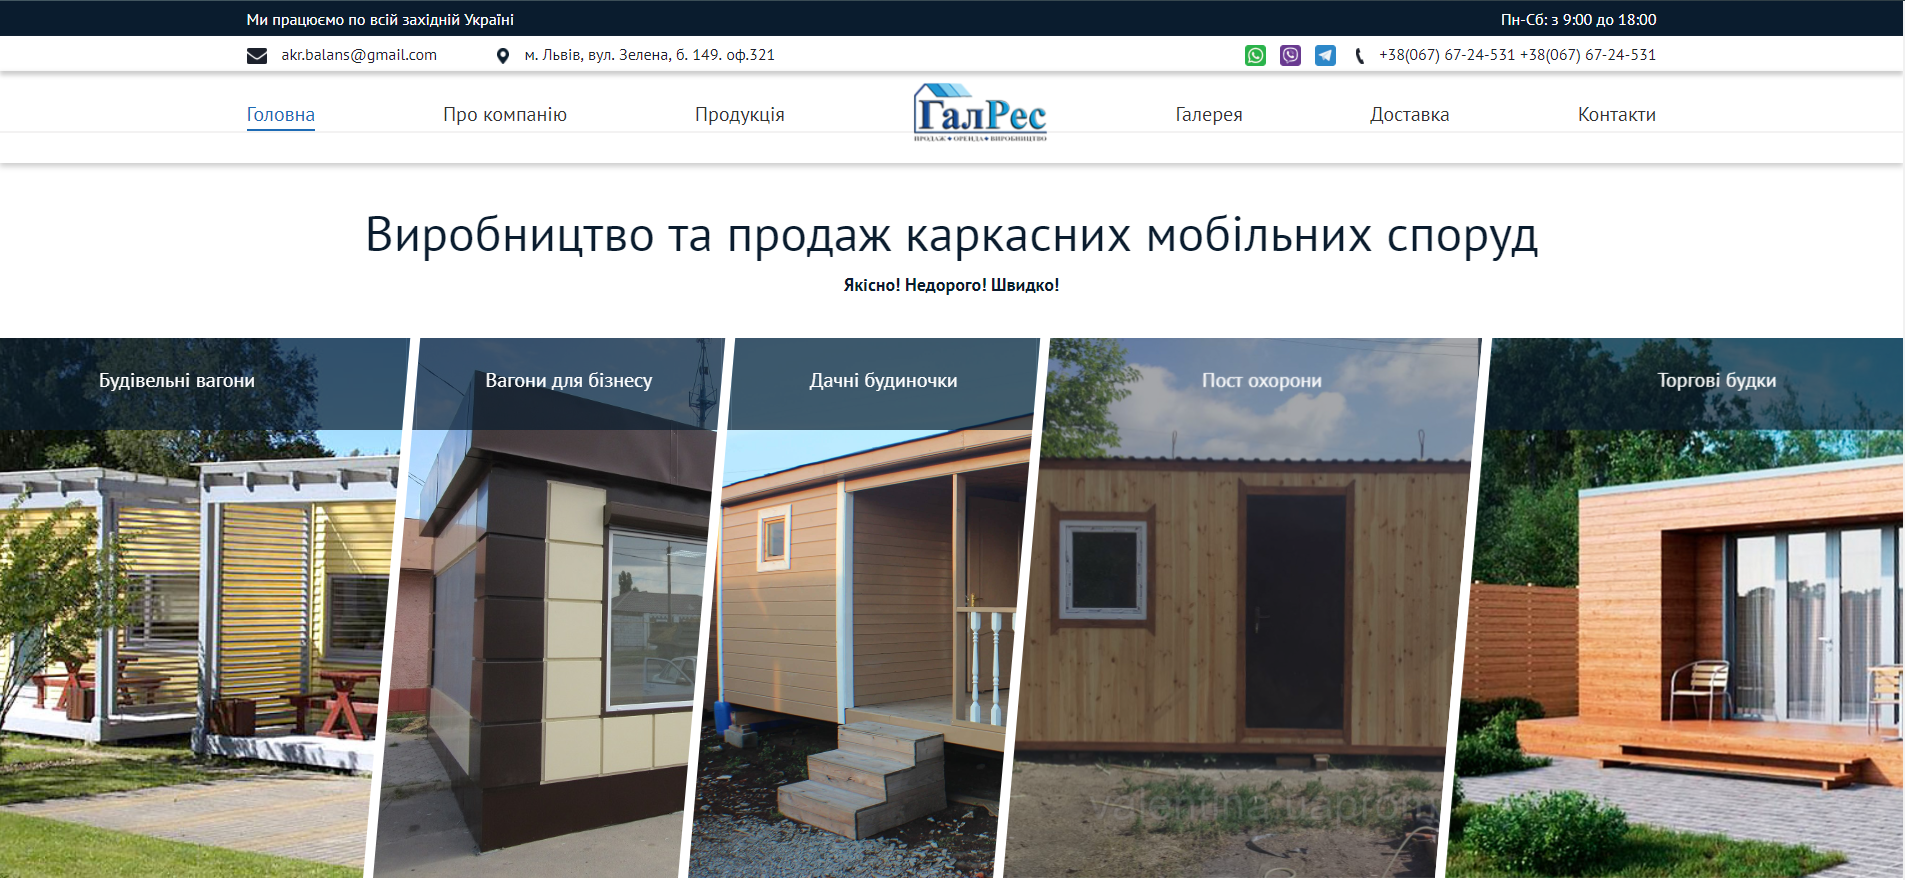 Ми працюємо по всій західній Україні
Пн-Сб: з 9:00 до 18:00
akr.balans@gmail.com
м. Львів, вул. Зелена, б. 149. оф.321
+38(067) 67-24-531 +38(067) 67-24-531
Головна
Про компанію
Продукція
ГалРес
ПРОДАЖ • ОРЕНДА • ВИРОБНИЦТВО
Галерея
Доставка
Контакти
Виробництво та продаж каркасних мобільних споруд
Якісно! Недорого! Швидко!
Будівельні вагони
Вагони для бізнесу
Дачні будиночки
Пост охорони
Торгові будки